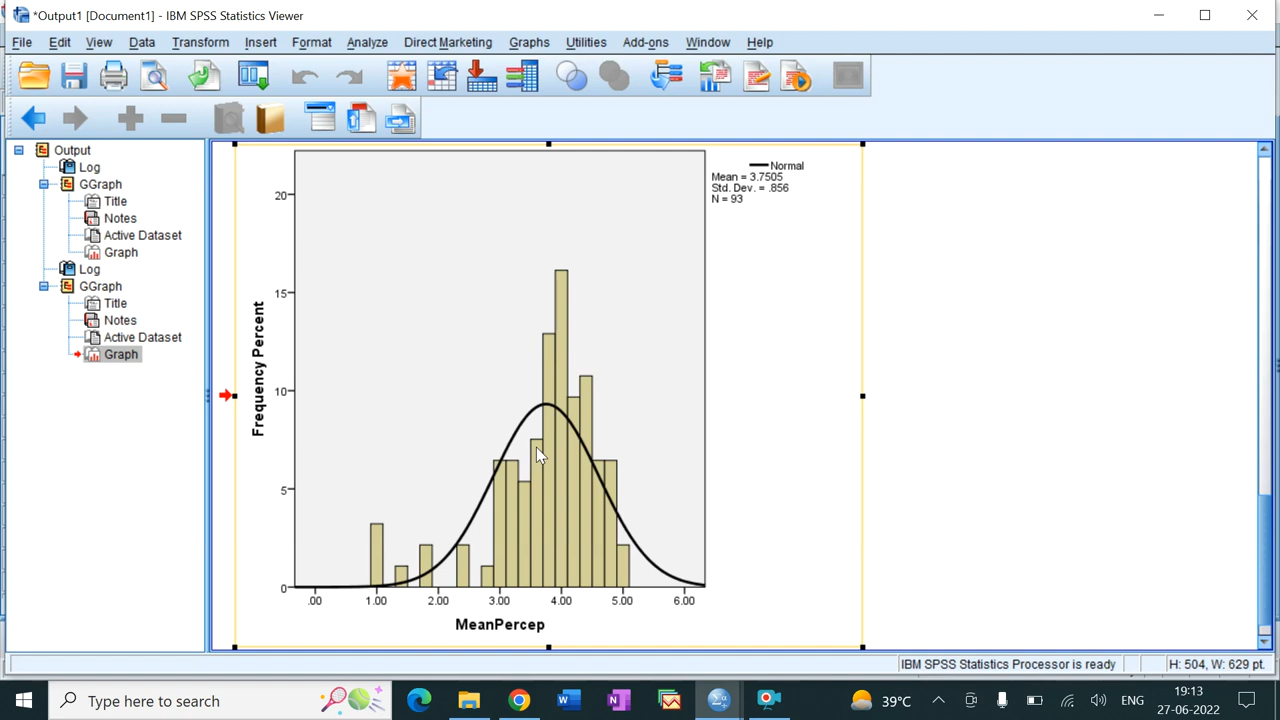 *Output1 [Document1] - IBM SPSS Statistics Viewer
File Edit View Data Transform Insert Format Analyze Direct Marketing Graphs Utilities Add-ons Window Help
Output
Log
GGraph
Title
Notes
Active Dataset
Graph
Log
GGraph
Title
Notes
Active Dataset
Graph
Normal
Mean = 3.7505
Std. Dev. = .856
N = 93
Frequency Percent
20
15
10
5
0
.00 1.00 2.00 3.00 4.00 5.00 6.00
MeanPercep
IBM SPSS Statistics Processor is ready
H: 504, W: 629 pt.
Type here to search
39°C
ENG
19:13
27-06-2022